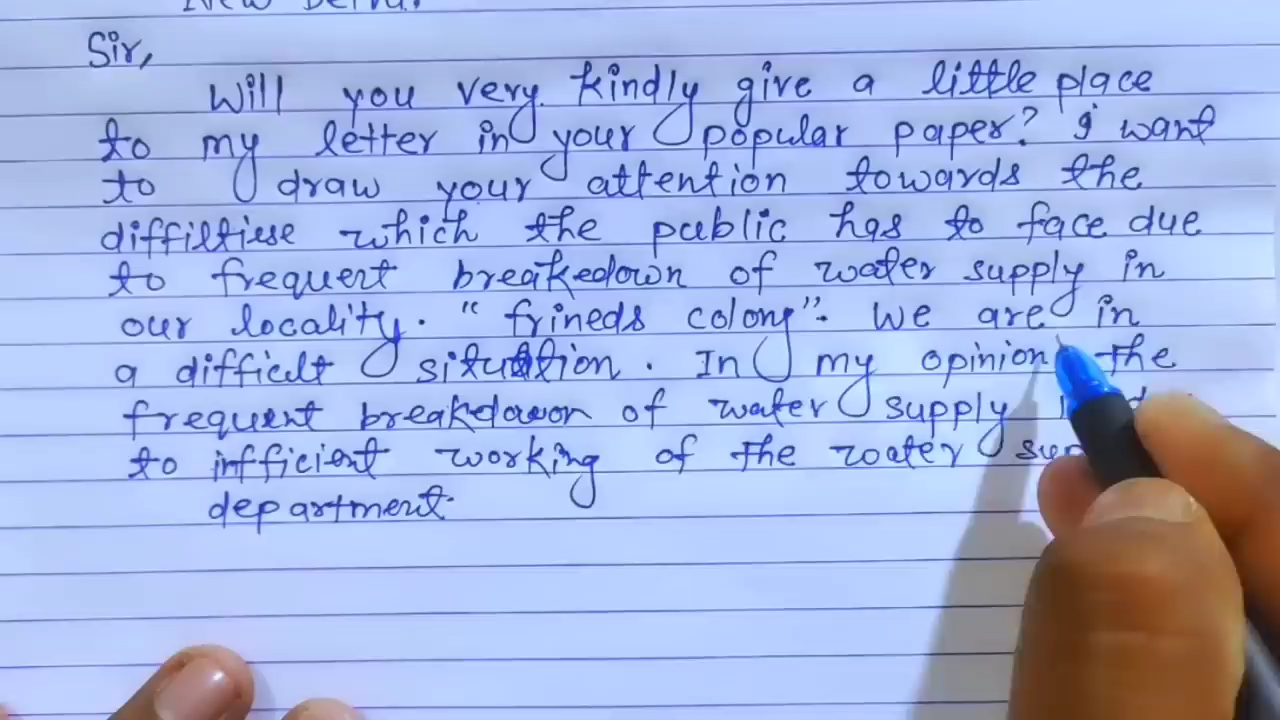 New Delhi.
Sir,
Will you very kindly give a little place
to my letter in your popular paper? I want
to draw your attention towards the
diffiltiese which the public has to face due
to frequent breakedown of water supply in
our locality. "frineds colony". We are in
a difficult situation. In my opinion the
frequent breakdown of water supply
to infficient working of the water
department.